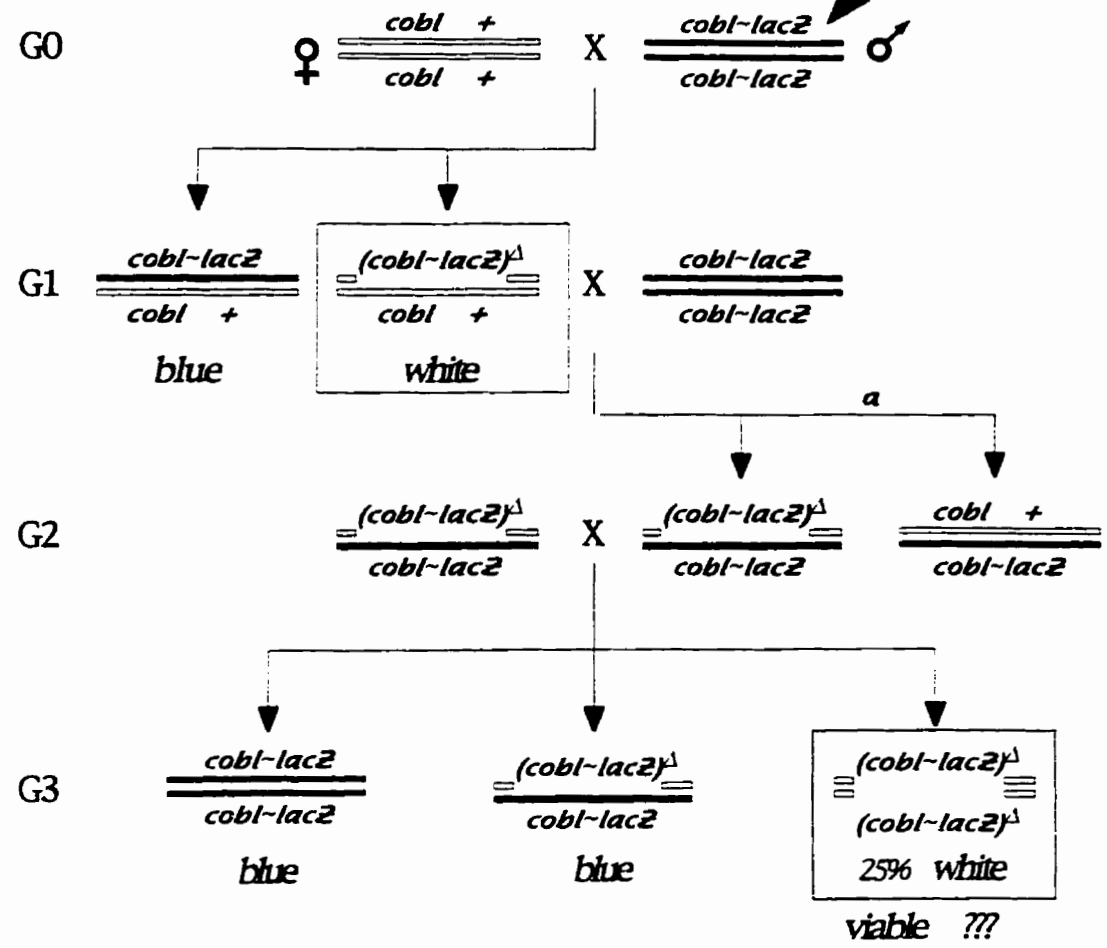 cobl + cobl~lacZ
G0 ♀ X ♂
cobl + cobl~lacZ
cobl~lacZ (cobl~lacZ)Δ cobl~lacZ
G1 X
cobl + cobl + cobl~lacZ
blue white
a
(cobl~lacZ)Δ (cobl~lacZ)Δ cobl +
G2 X
cobl~lacZ cobl~lacZ cobl~lacZ
cobl~lacZ (cobl~lacZ)Δ (cobl~lacZ)Δ
G3
cobl~lacZ cobl~lacZ (cobl~lacZ)Δ
blue blue 25% white
viable ???